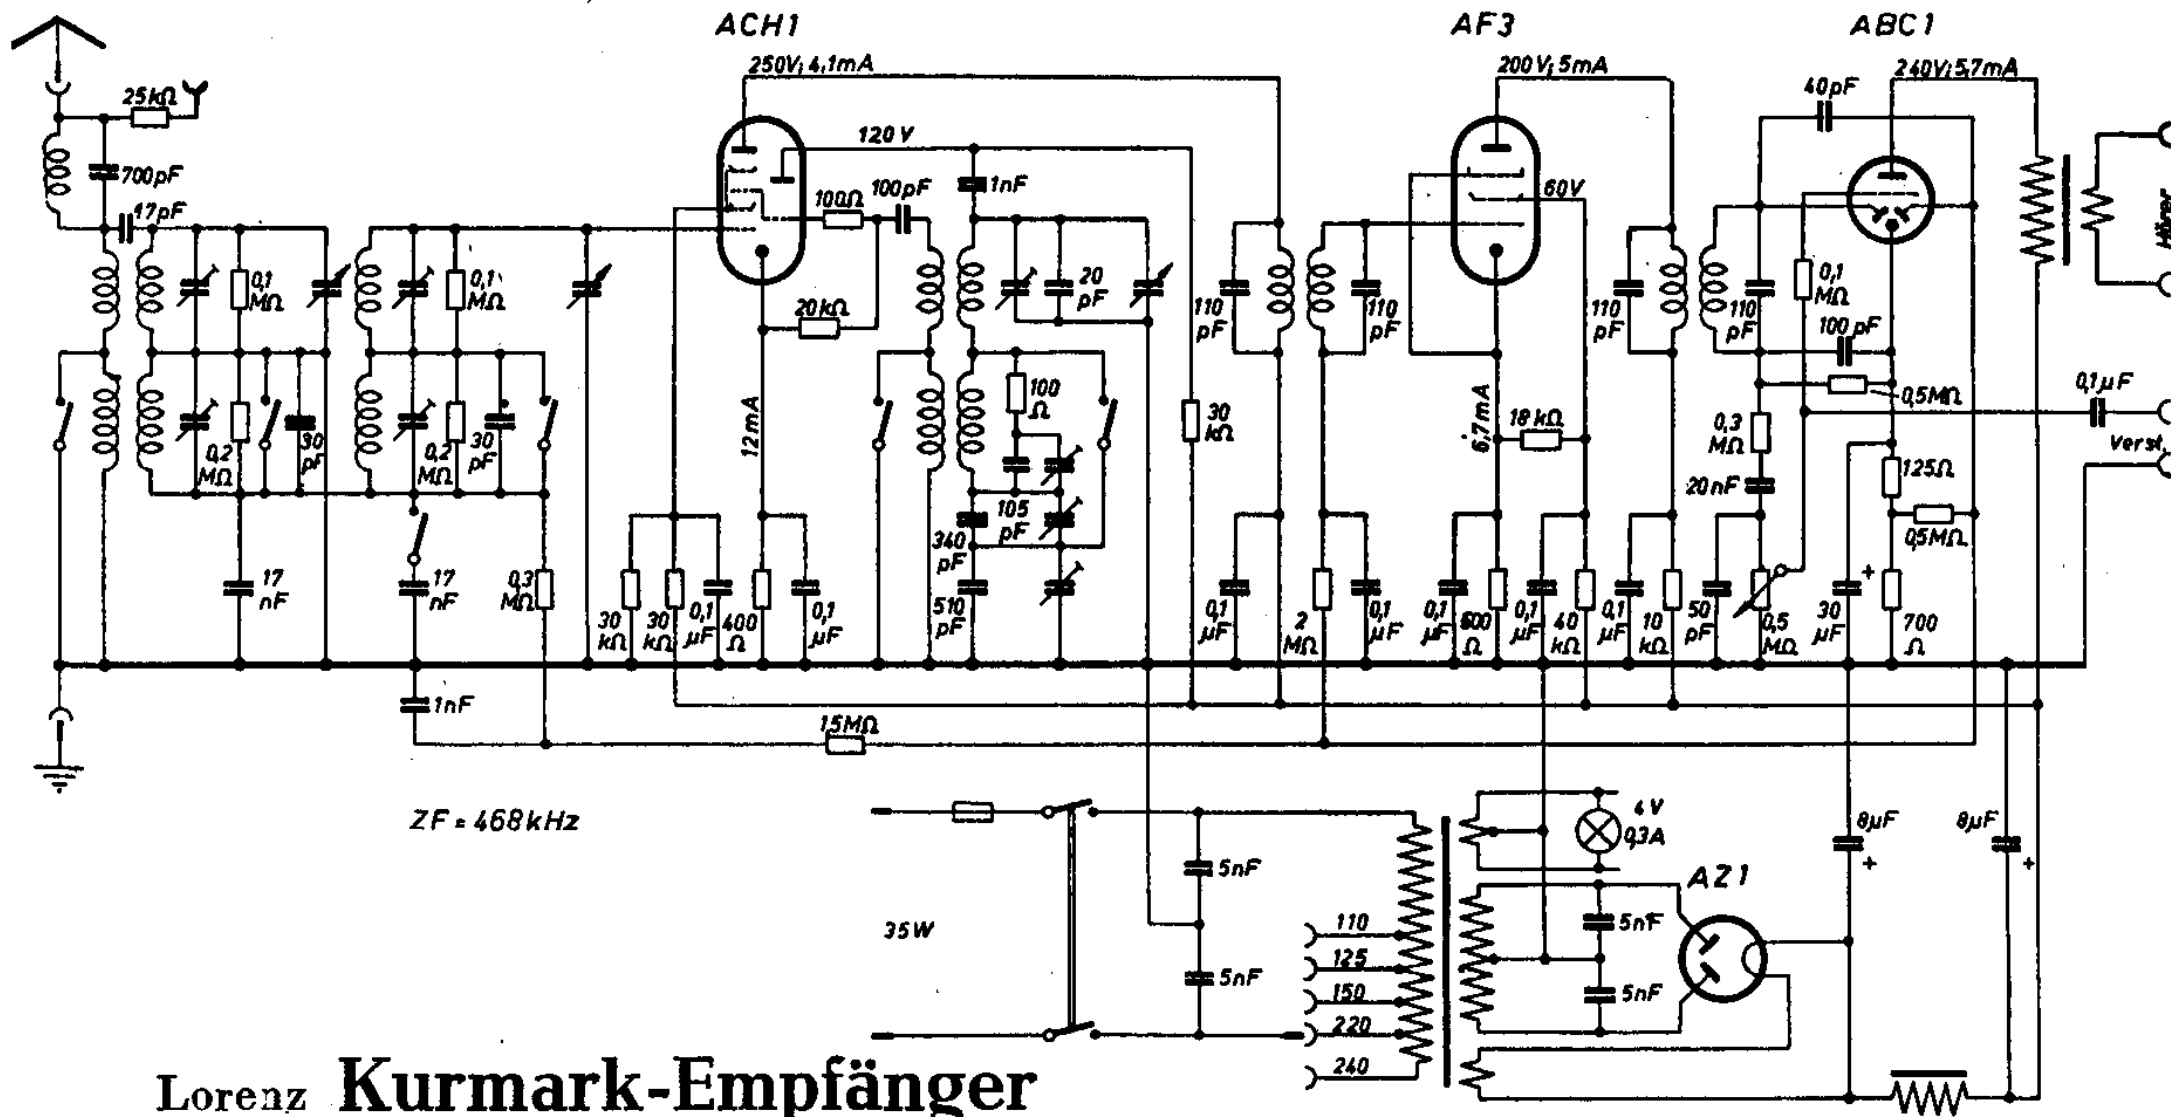 ACH1
AF3
ABC1
250V; 4,1mA
200V; 5mA
240V; 5,7mA
25kΩ
40pF
120V
700pF
1nF
60V
100Ω
100pF
17pF
Hörer
0,1 MΩ
0,1 MΩ
20 pF
110 pF
110 pF
110 pF
110 pF
0,1 MΩ
20kΩ
100pF
12mA
100 Ω
30 kΩ
6,7mA
18kΩ
0,5MΩ
0,1µF
0,2 MΩ
30 pF
0,2 MΩ
30 pF
0,3 MΩ
Verst.
125Ω
20nF
105 pF
340 pF
0,5MΩ
17 nF
17 nF
0,3 MΩ
30 kΩ
30 kΩ
0,1 µF
400 Ω
0,1 µF
510 pF
0,1 µF
2 MΩ
0,1 µF
0,1 µF
600 Ω
0,1 µF
40 kΩ
0,1 µF
10 kΩ
50 pF
0,5 MΩ
30 µF
+
700 Ω
1nF
1,5MΩ
ZF = 468kHz
4V
0,3A
8µF
+
8µF
+
5nF
AZ1
35W
110
5nF
125
5nF
150
5nF
220
240
Lorenz Kurmark-Empfänger